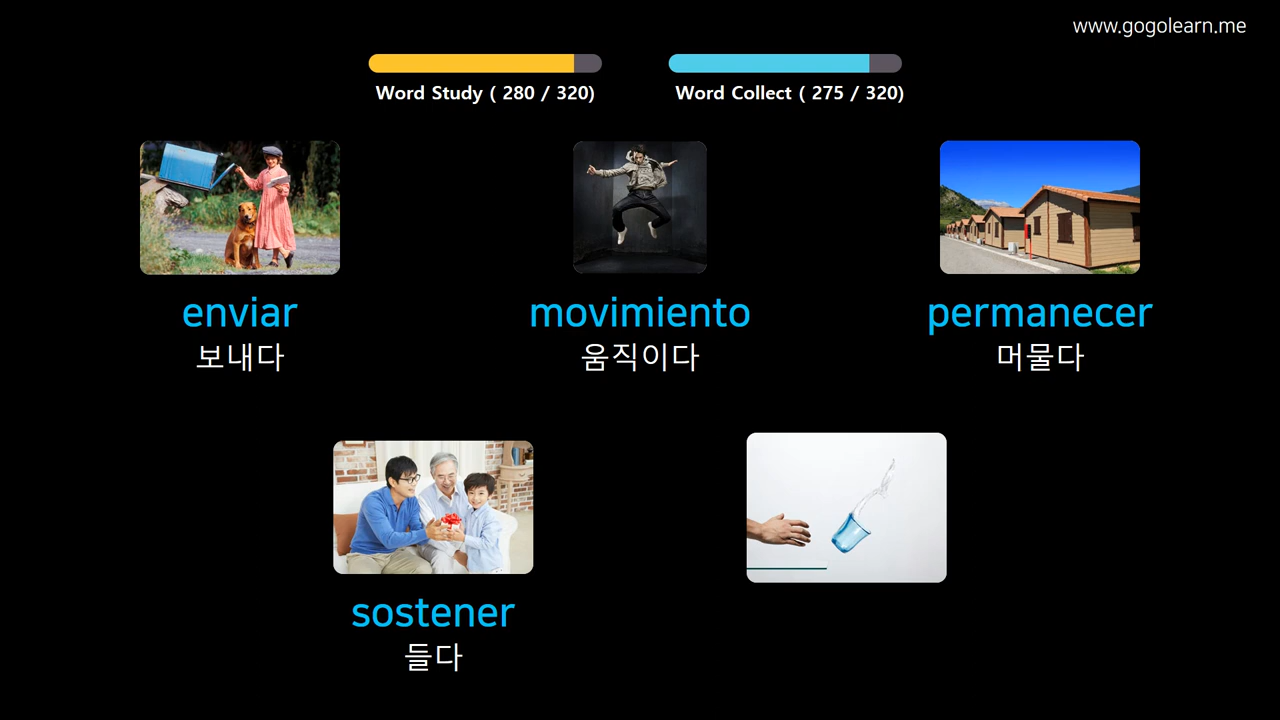 www.gogolearn.me
Word Study ( 280 / 320)
Word Collect ( 275 / 320)
enviar
보내다
movimiento
움직이다
permanecer
머물다
sostener
들다